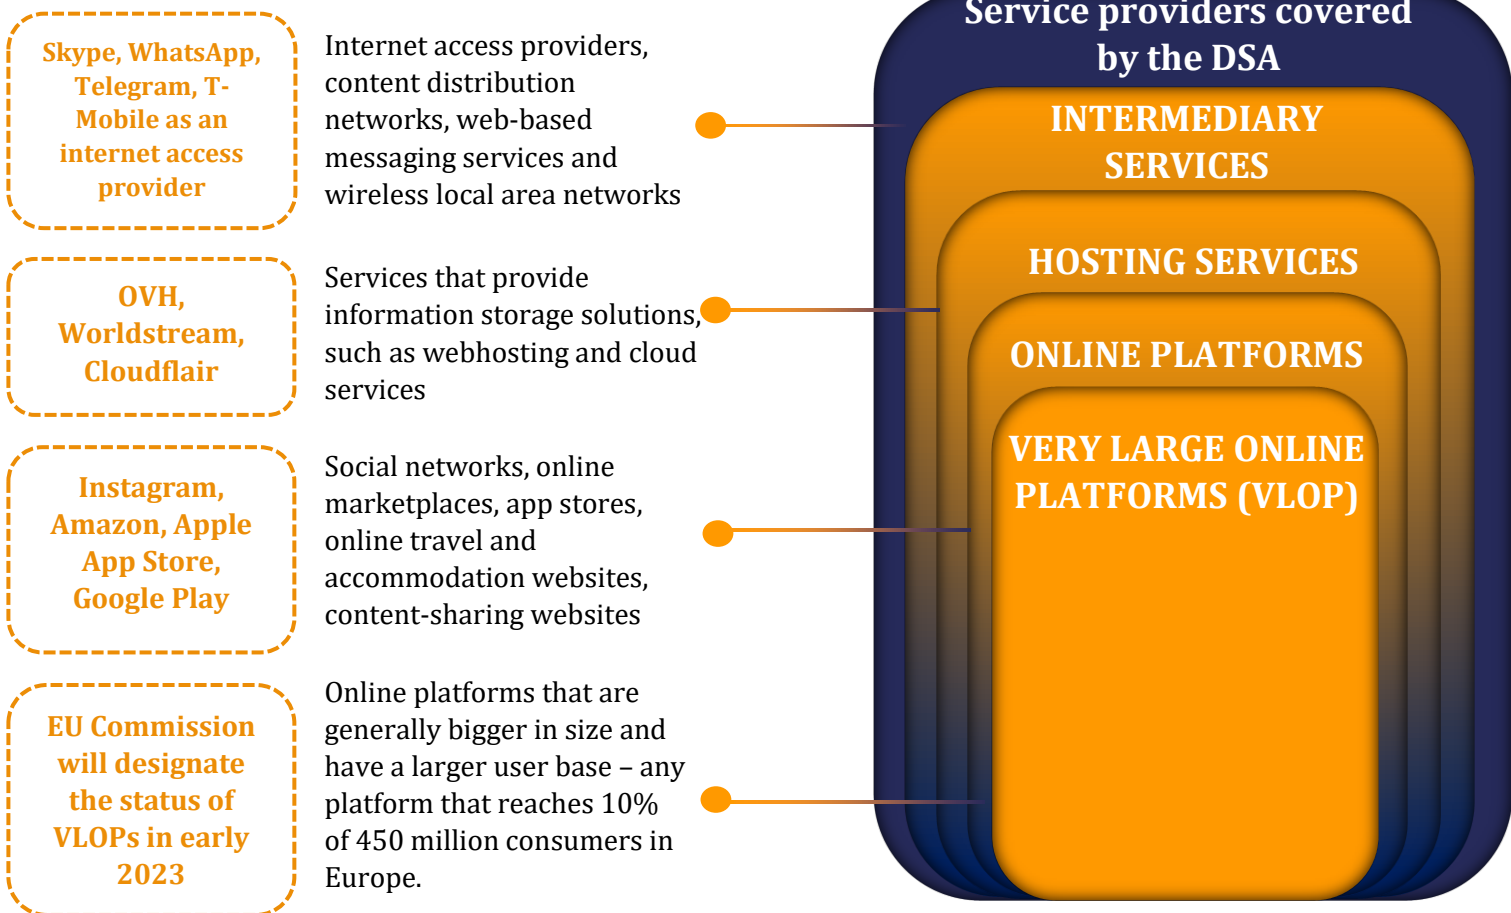 Skype, WhatsApp,
Telegram, T-
Mobile as an
internet access
provider
Internet access providers,
content distribution
networks, web-based
messaging services and
wireless local area networks
OVH,
Worldstream,
Cloudflair
Services that provide
information storage solutions,
such as webhosting and cloud
services
Instagram,
Amazon, Apple
App Store,
Google Play
Social networks, online
marketplaces, app stores,
online travel and
accommodation websites,
content-sharing websites
EU Commission
will designate
the status of
VLOPs in early
2023
Online platforms that are
generally bigger in size and
have a larger user base – any
platform that reaches 10%
of 450 million consumers in
Europe.
Service providers covered
by the DSA
INTERMEDIARY
SERVICES
HOSTING SERVICES
ONLINE PLATFORMS
VERY LARGE ONLINE
PLATFORMS (VLOP)